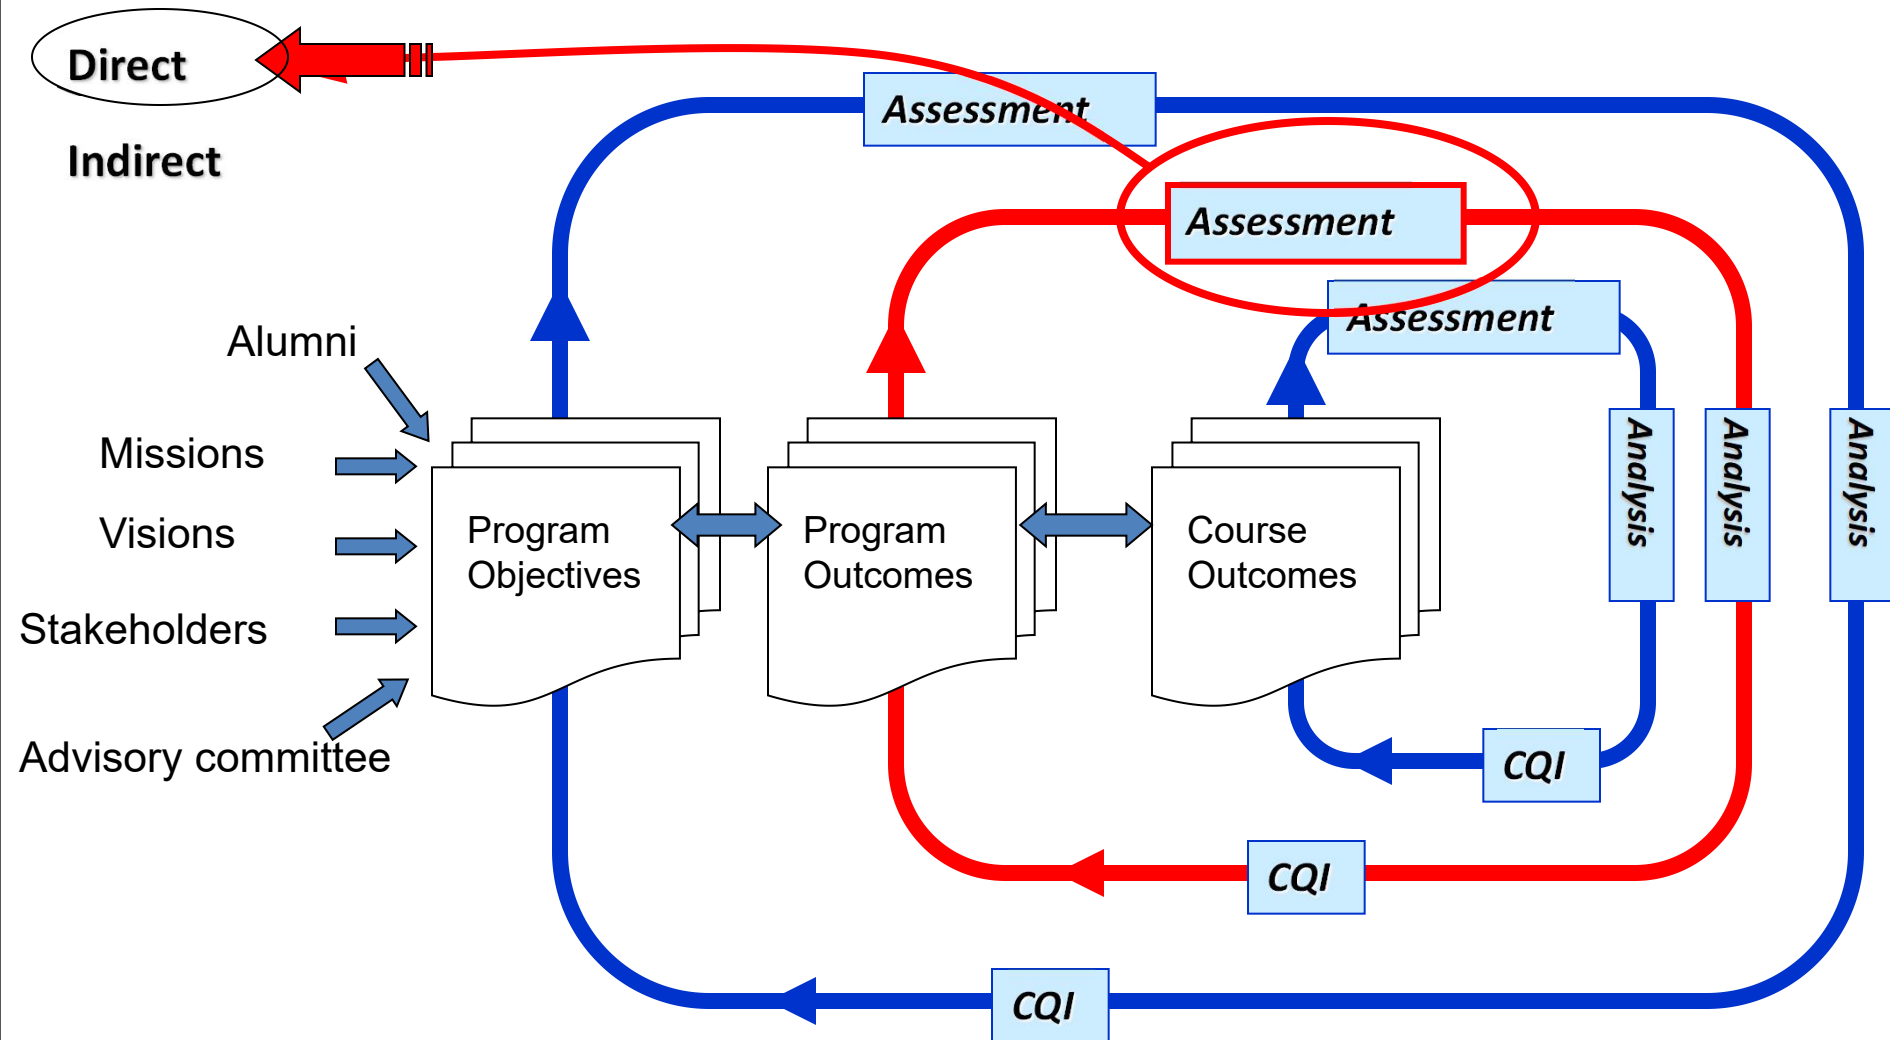 Direct
Indirect
Assessment
Assessment
Assessment
Alumni
Missions
Visions
Stakeholders
Advisory committee
Program
Objectives
Program
Outcomes
Course
Outcomes
Analysis
Analysis
Analysis
CQI
CQI
CQI